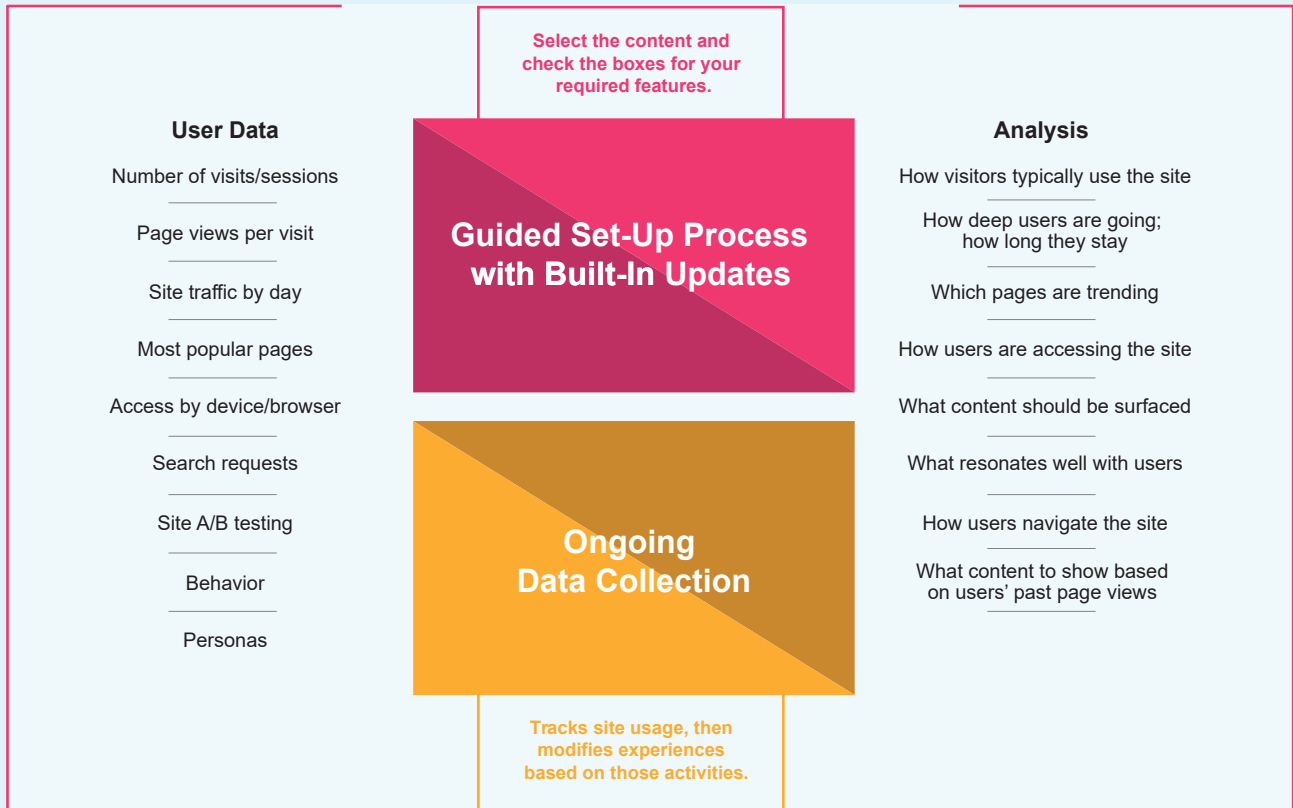 Select the content and
check the boxes for your
required features.
User Data
Number of visits/sessions
Page views per visit
Site traffic by day
Most popular pages
Access by device/browser
Search requests
Site A/B testing
Behavior
Personas
Guided Set-Up Process
with Built-In Updates
Ongoing
Data Collection
Tracks site usage, then
modifies experiences
based on those activities.
Analysis
How visitors typically use the site
How deep users are going;
how long they stay
Which pages are trending
How users are accessing the site
What content should be surfaced
What resonates well with users
How users navigate the site
What content to show based
on users’ past page views